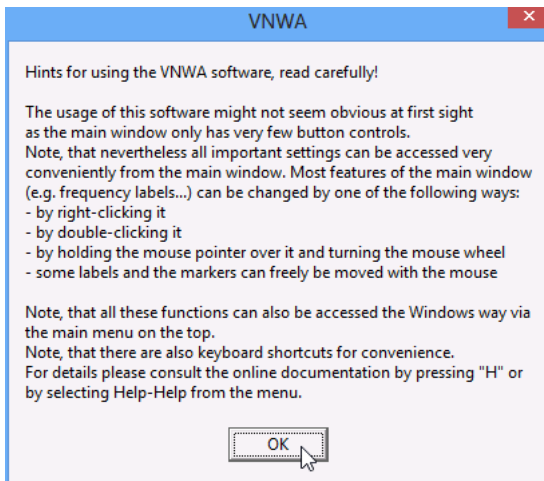 VNWA
Hints for using the VNWA software, read carefully!
The usage of this software might not seem obvious at first sight
as the main window only has very few button controls.
Note, that nevertheless all important settings can be accessed very
conveniently from the main window. Most features of the main window
(e.g. frequency labels...) can be changed by one of the following ways:
- by right-clicking it
- by double-clicking it
- by holding the mouse pointer over it and turning the mouse wheel
- some labels and the markers can freely be moved with the mouse
Note, that all these functions can also be accessed the Windows way via
the main menu on the top.
Note, that there are also keyboard shortcuts for convenience.
For details please consult the online documentation by pressing "H" or
by selecting Help-Help from the menu.
OK